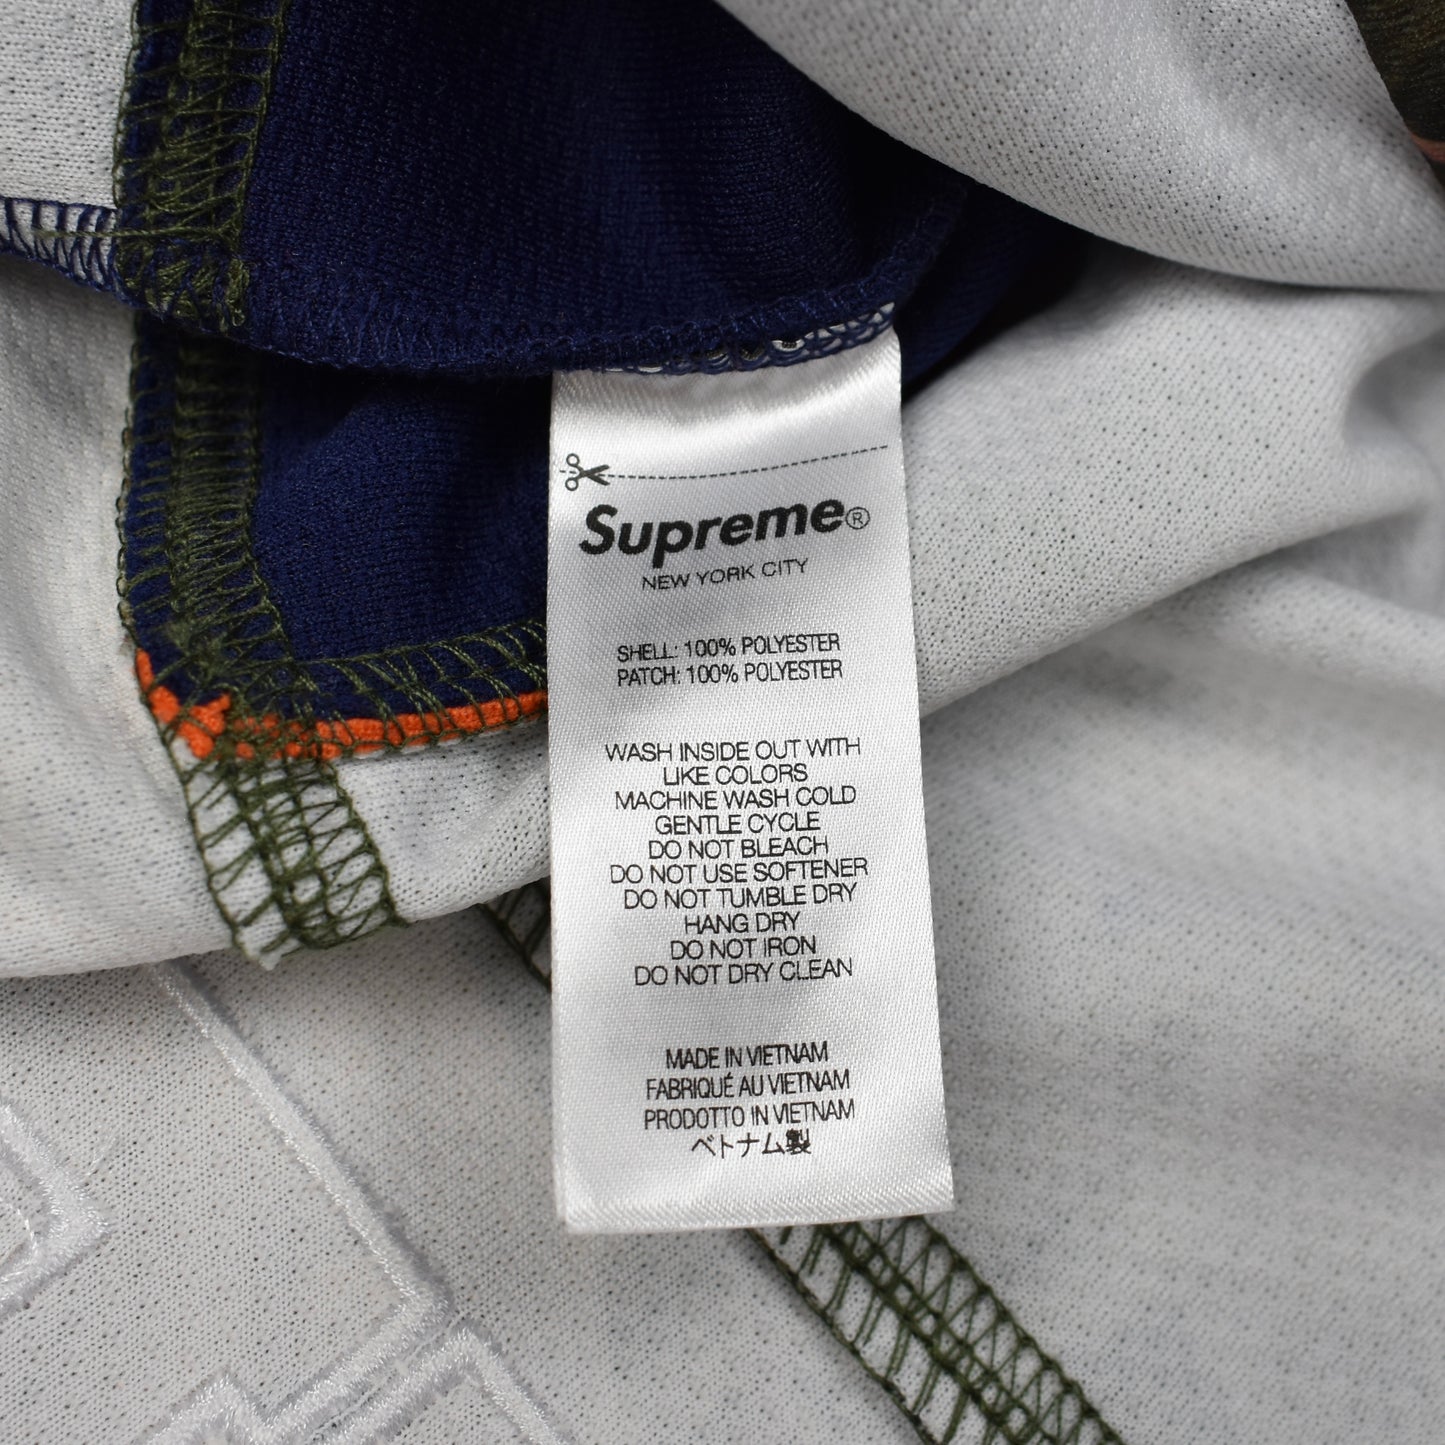 Supreme®
NEW YORK CITY
SHELL: 100% POLYESTER
PATCH: 100% POLYESTER
WASH INSIDE OUT WITH
LIKE COLORS
MACHINE WASH COLD
GENTLE CYCLE
DO NOT BLEACH
DO NOT USE SOFTENER
DO NOT TUMBLE DRY
HANG DRY
DO NOT IRON
DO NOT DRY CLEAN
MADE IN VIETNAM
FABRIQUÉ AU VIETNAM
PRODOTTO IN VIETNAM
ベトナム製